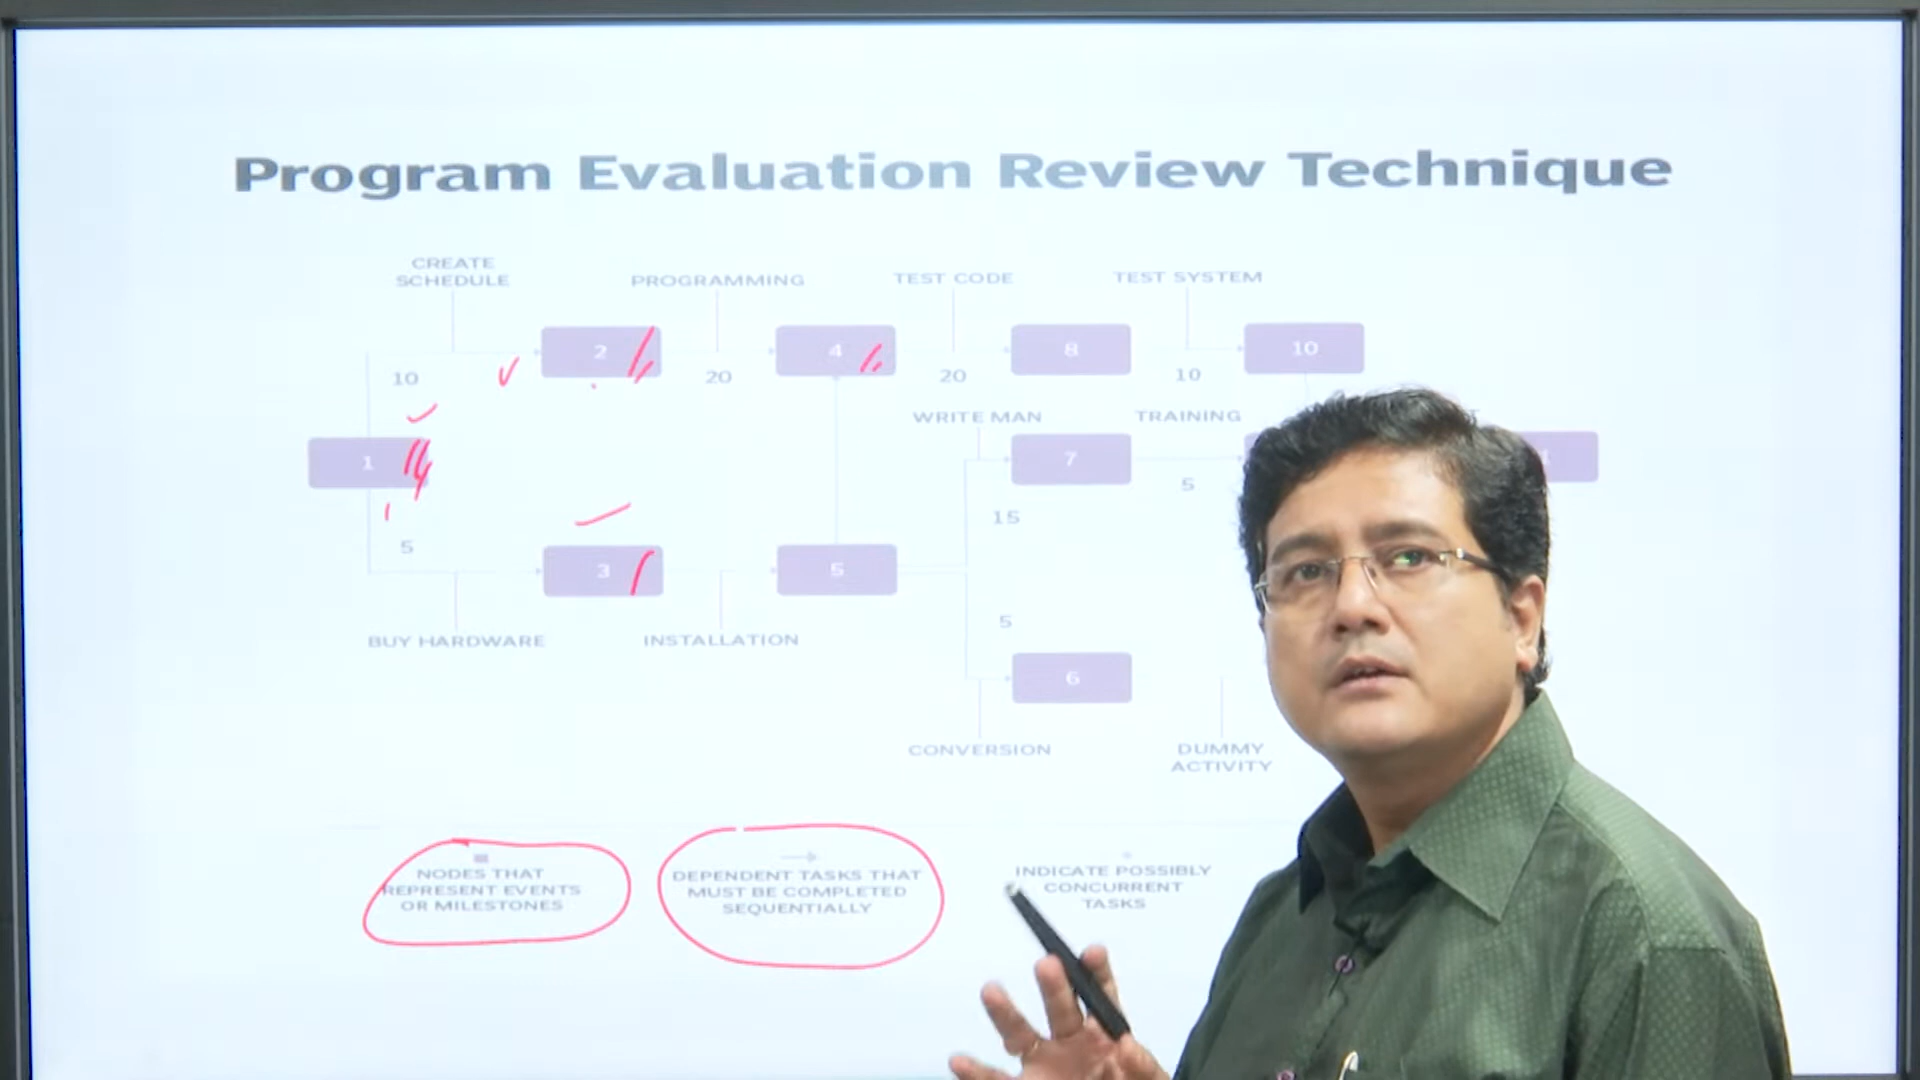 Program Evaluation Review Technique
CREATE
SCHEDULE
PROGRAMMING
TEST CODE
TEST SYSTEM
2
4
8
10
10
20
20
10
WRITE MAN
TRAINING
1
7
5
15
5
3
5
5
BUY HARDWARE
INSTALLATION
6
CONVERSION
DUMMY
ACTIVITY
NODES THAT
REPRESENT EVENTS
OR MILESTONES
DEPENDENT TASKS THAT
MUST BE COMPLETED
SEQUENTIALLY
INDICATE POSSIBLY
CONCURRENT
TASKS